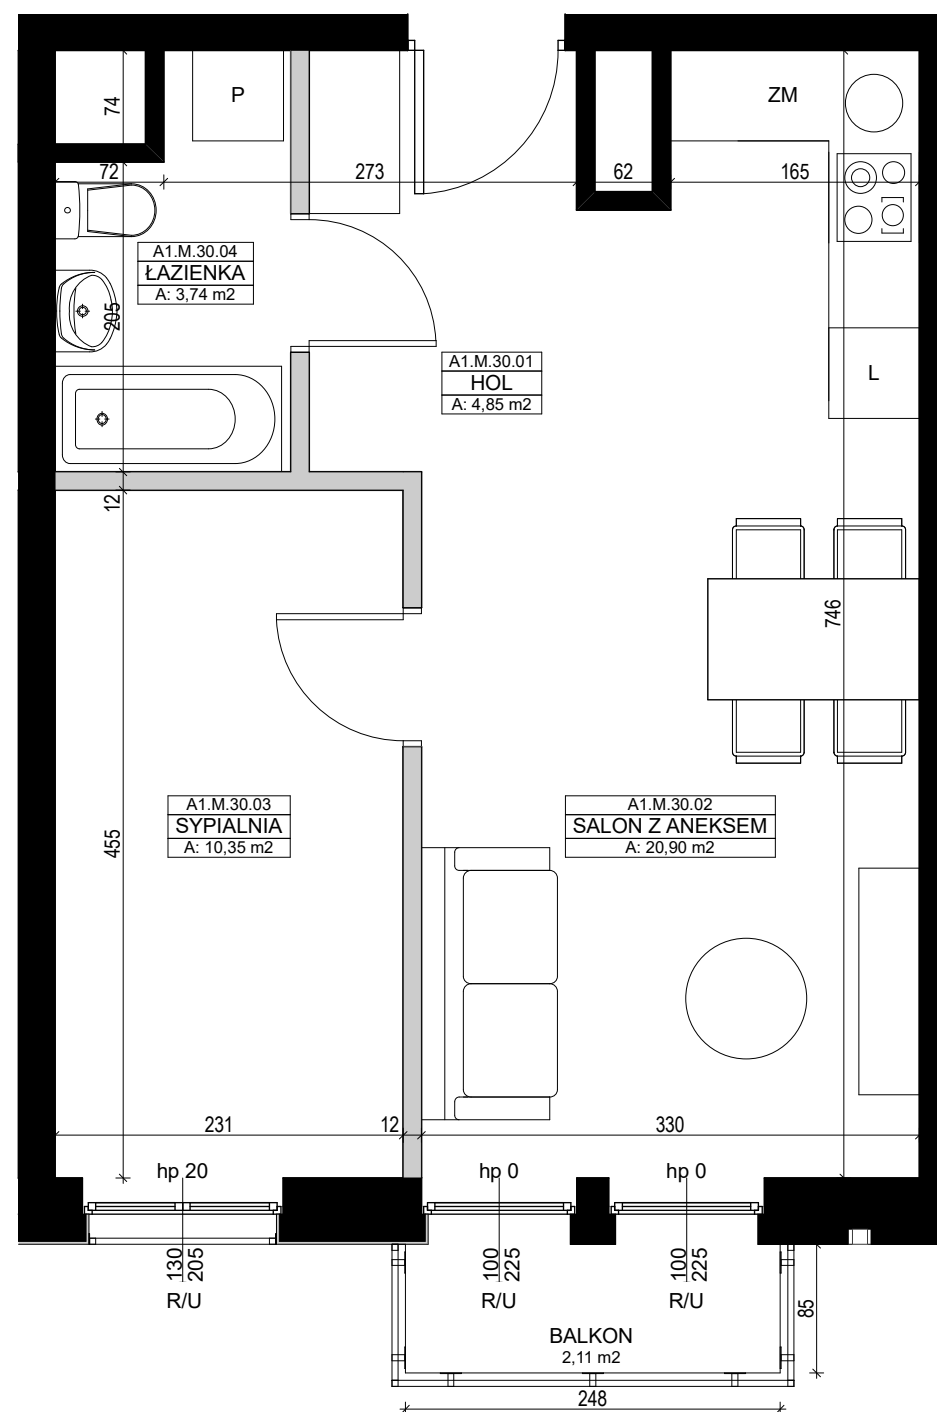 P
ZM
74
72
273
62
165
A1.M.30.04
ŁAZIENKA
A: 3,74 m2
205
A1.M.30.01
HOL
A: 4,85 m2
L
12
746
A1.M.30.03
SYPIALNIA
A: 10,35 m2
A1.M.30.02
SALON Z ANEKSEM
A: 20,90 m2
455
231
12
330
hp 20
hp 0
hp 0
130
205
R/U
100
225
R/U
100
225
R/U
85
BALKON
2,11 m2
248